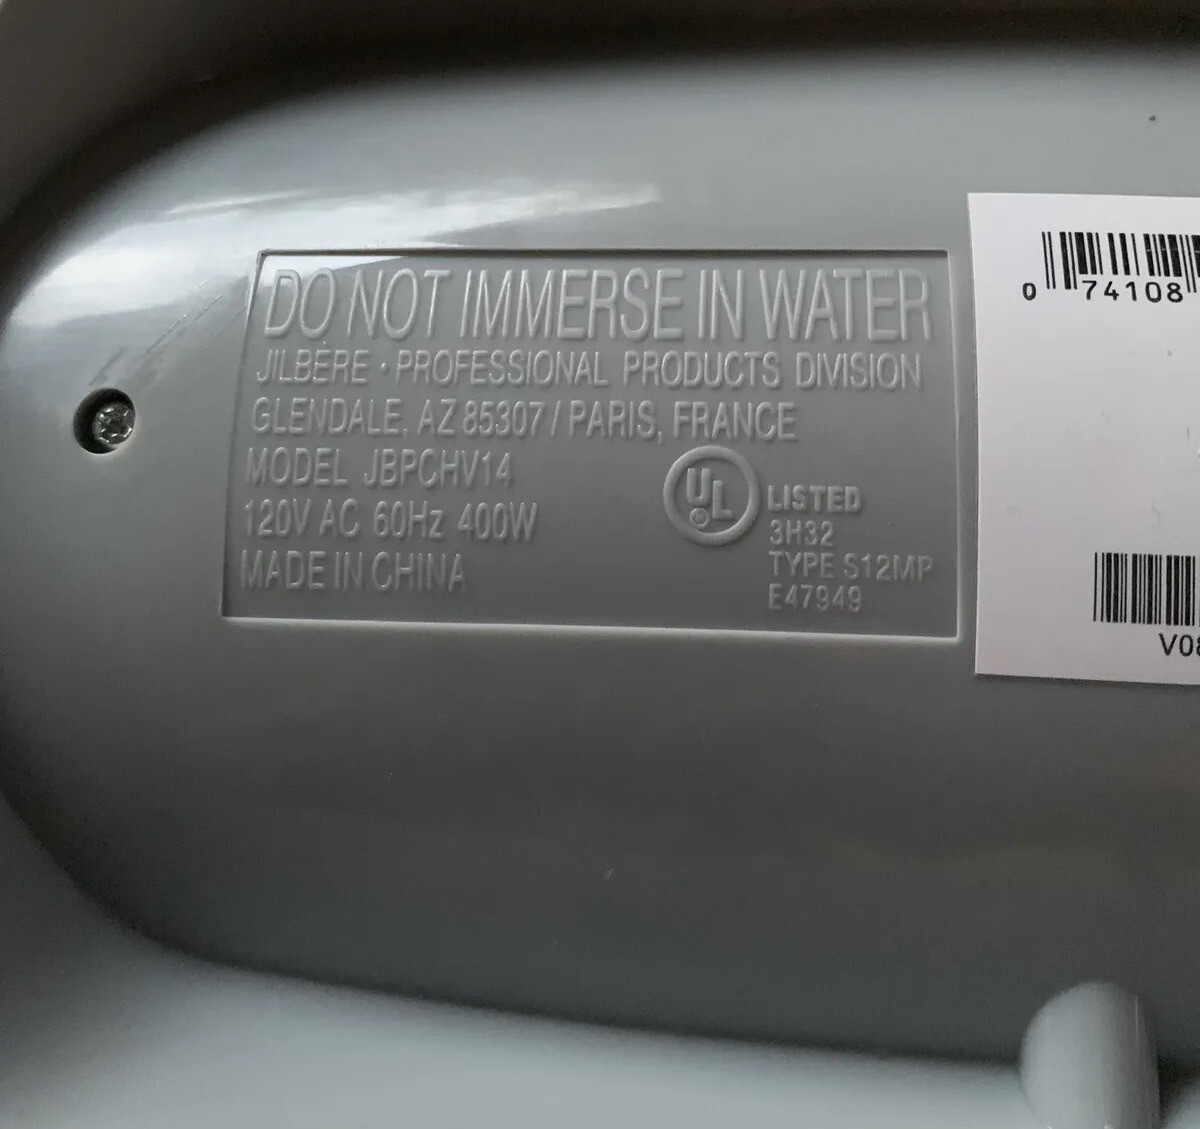 DO NOT IMMERSE IN WATER
JILBERE · PROFESSIONAL PRODUCTS DIVISION
GLENDALE, AZ 85307 / PARIS, FRANCE
MODEL JBPCHV14
120V AC 60Hz 400W
MADE IN CHINA
UL
LISTED
3H32
TYPE S12MP
E47949
0 74108
V08